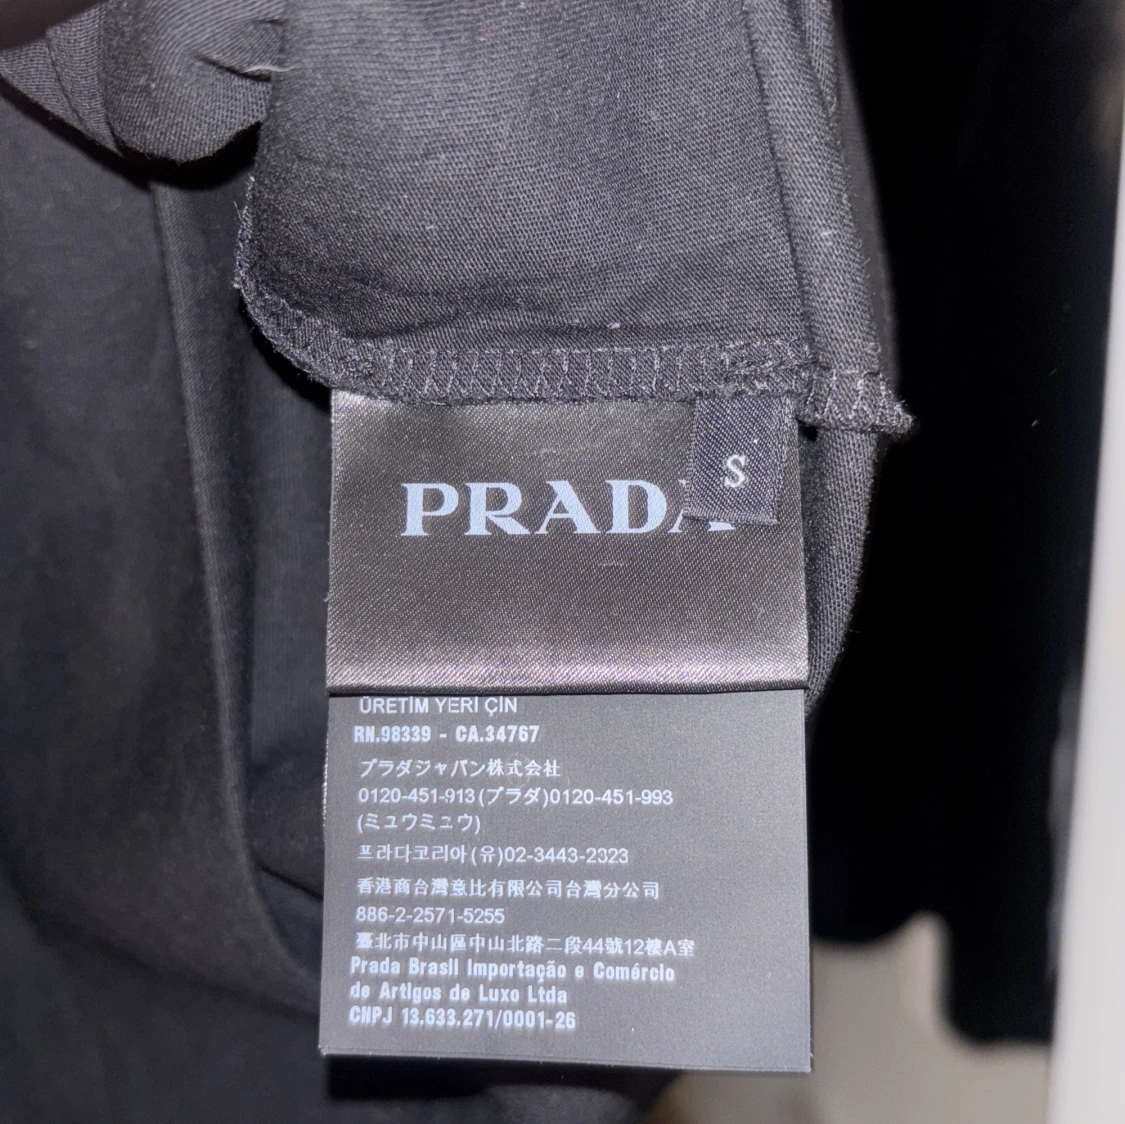 PRADA
S
ÜRETİM YERİ ÇİN
RN.98339 - CA.34767
プラダジャパン株式会社
0120-451-913(プラダ)0120-451-993
(ミュウミュウ)
프라다코리아(유)02-3443-2323
香港商台灣意比有限公司台灣分公司
886-2-2571-5255
臺北市中山區中山北路二段44號12樓A室
Prada Brasil Importação e Comércio
de Artigos de Luxo Ltda
CNPJ 13.633.271/0001-26